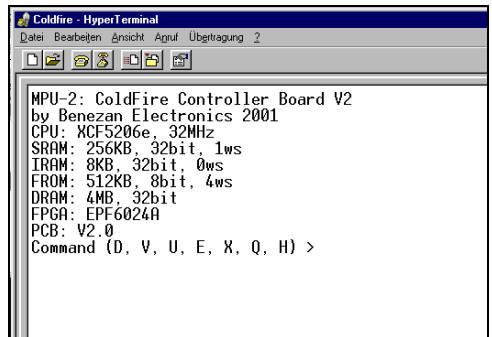 Coldfire - HyperTerminal
Datei Bearbeiten Ansicht Anruf Übertragung ?
MPU-2: ColdFire Controller Board V2
by Benezan Electronics 2001
CPU: XCF5206e, 32MHz
SRAM: 256KB, 32bit, 1ws
IRAM: 8KB, 32bit, 0ws
FROM: 512KB, 8bit, 4ws
DRAM: 4MB, 32bit
FPGA: EPF6024A
PCB: V2.0
Command (D, V, U, E, X, Q, H) >